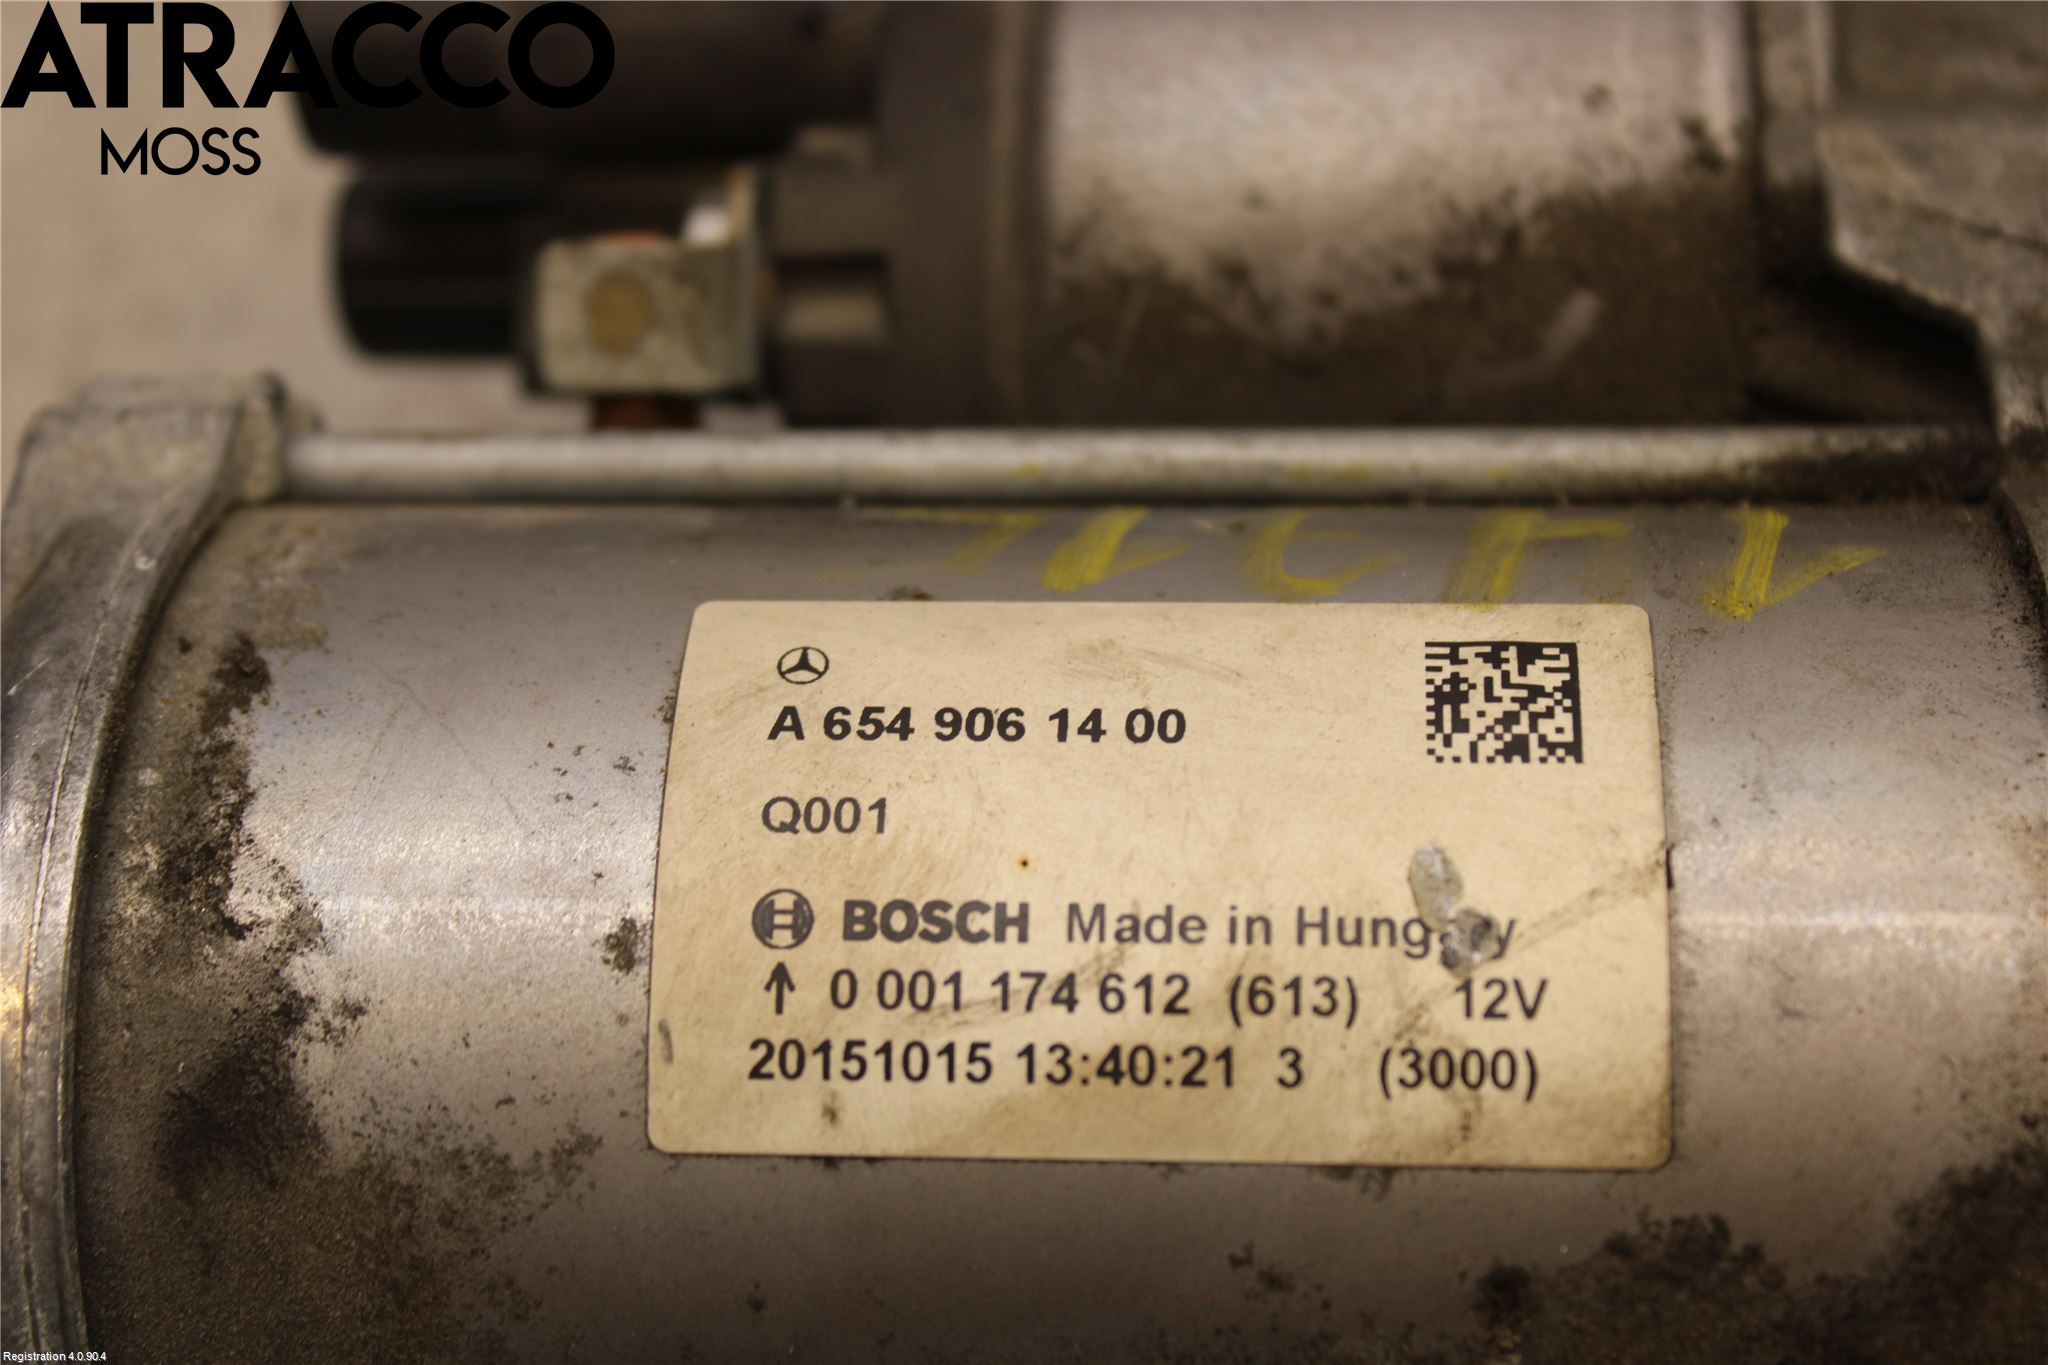 ATRACCO
MOSS
A 654 906 14 00
Q001
BOSCH Made in
↑ 0 001 174 612 (613) 12V
20151015 13:40:21 3 (3000)
Registration 4.0.90.4